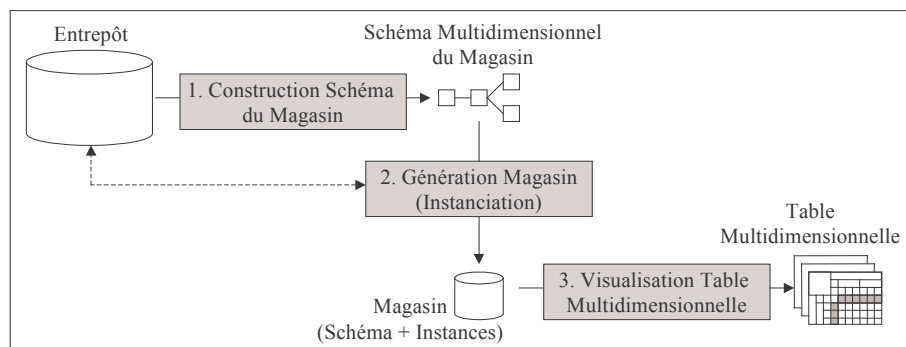 Entrepôt
Schéma Multidimensionnel
du Magasin
1. Construction Schéma
du Magasin
2. Génération Magasin
(Instanciation)
Table
Multidimensionnelle
3. Visualisation Table
Multidimensionnelle
Magasin
(Schéma + Instances)